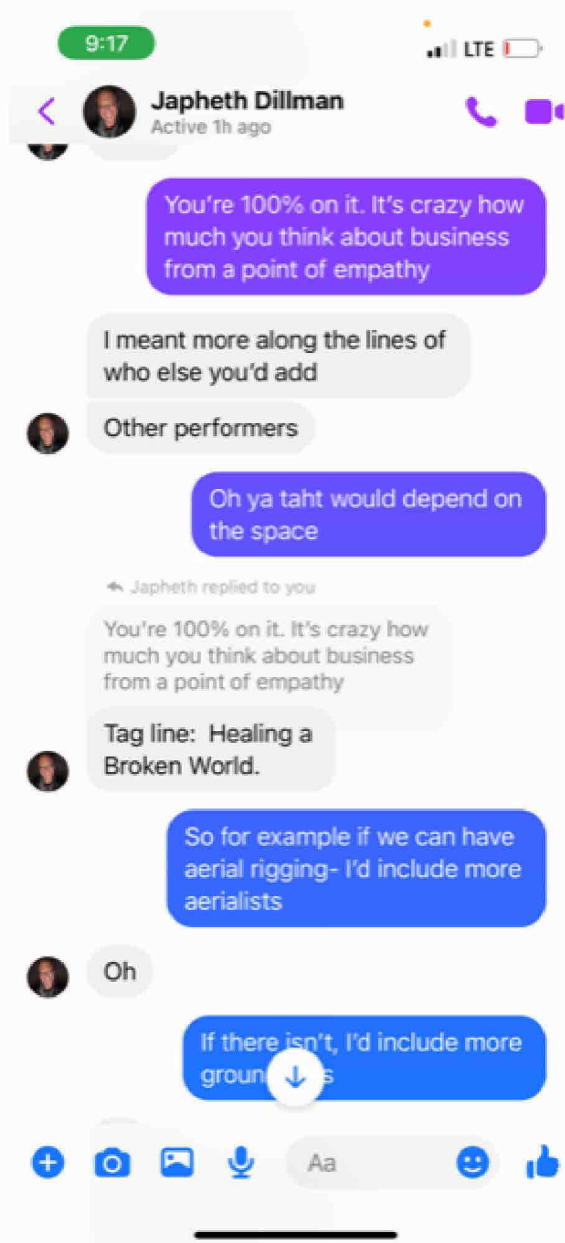 9:17
LTE
Japheth Dillman
Active 1h ago
You're 100% on it. It's crazy how
much you think about business
from a point of empathy
I meant more along the lines of
who else you'd add
Other performers
Oh ya taht would depend on
the space
Japheth replied to you
You're 100% on it. It's crazy how
much you think about business
from a point of empathy
Tag line: Healing a
Broken World.
So for example if we can have
aerial rigging- I'd include more
aerialists
Oh
If there isn't, I'd include more
Aa